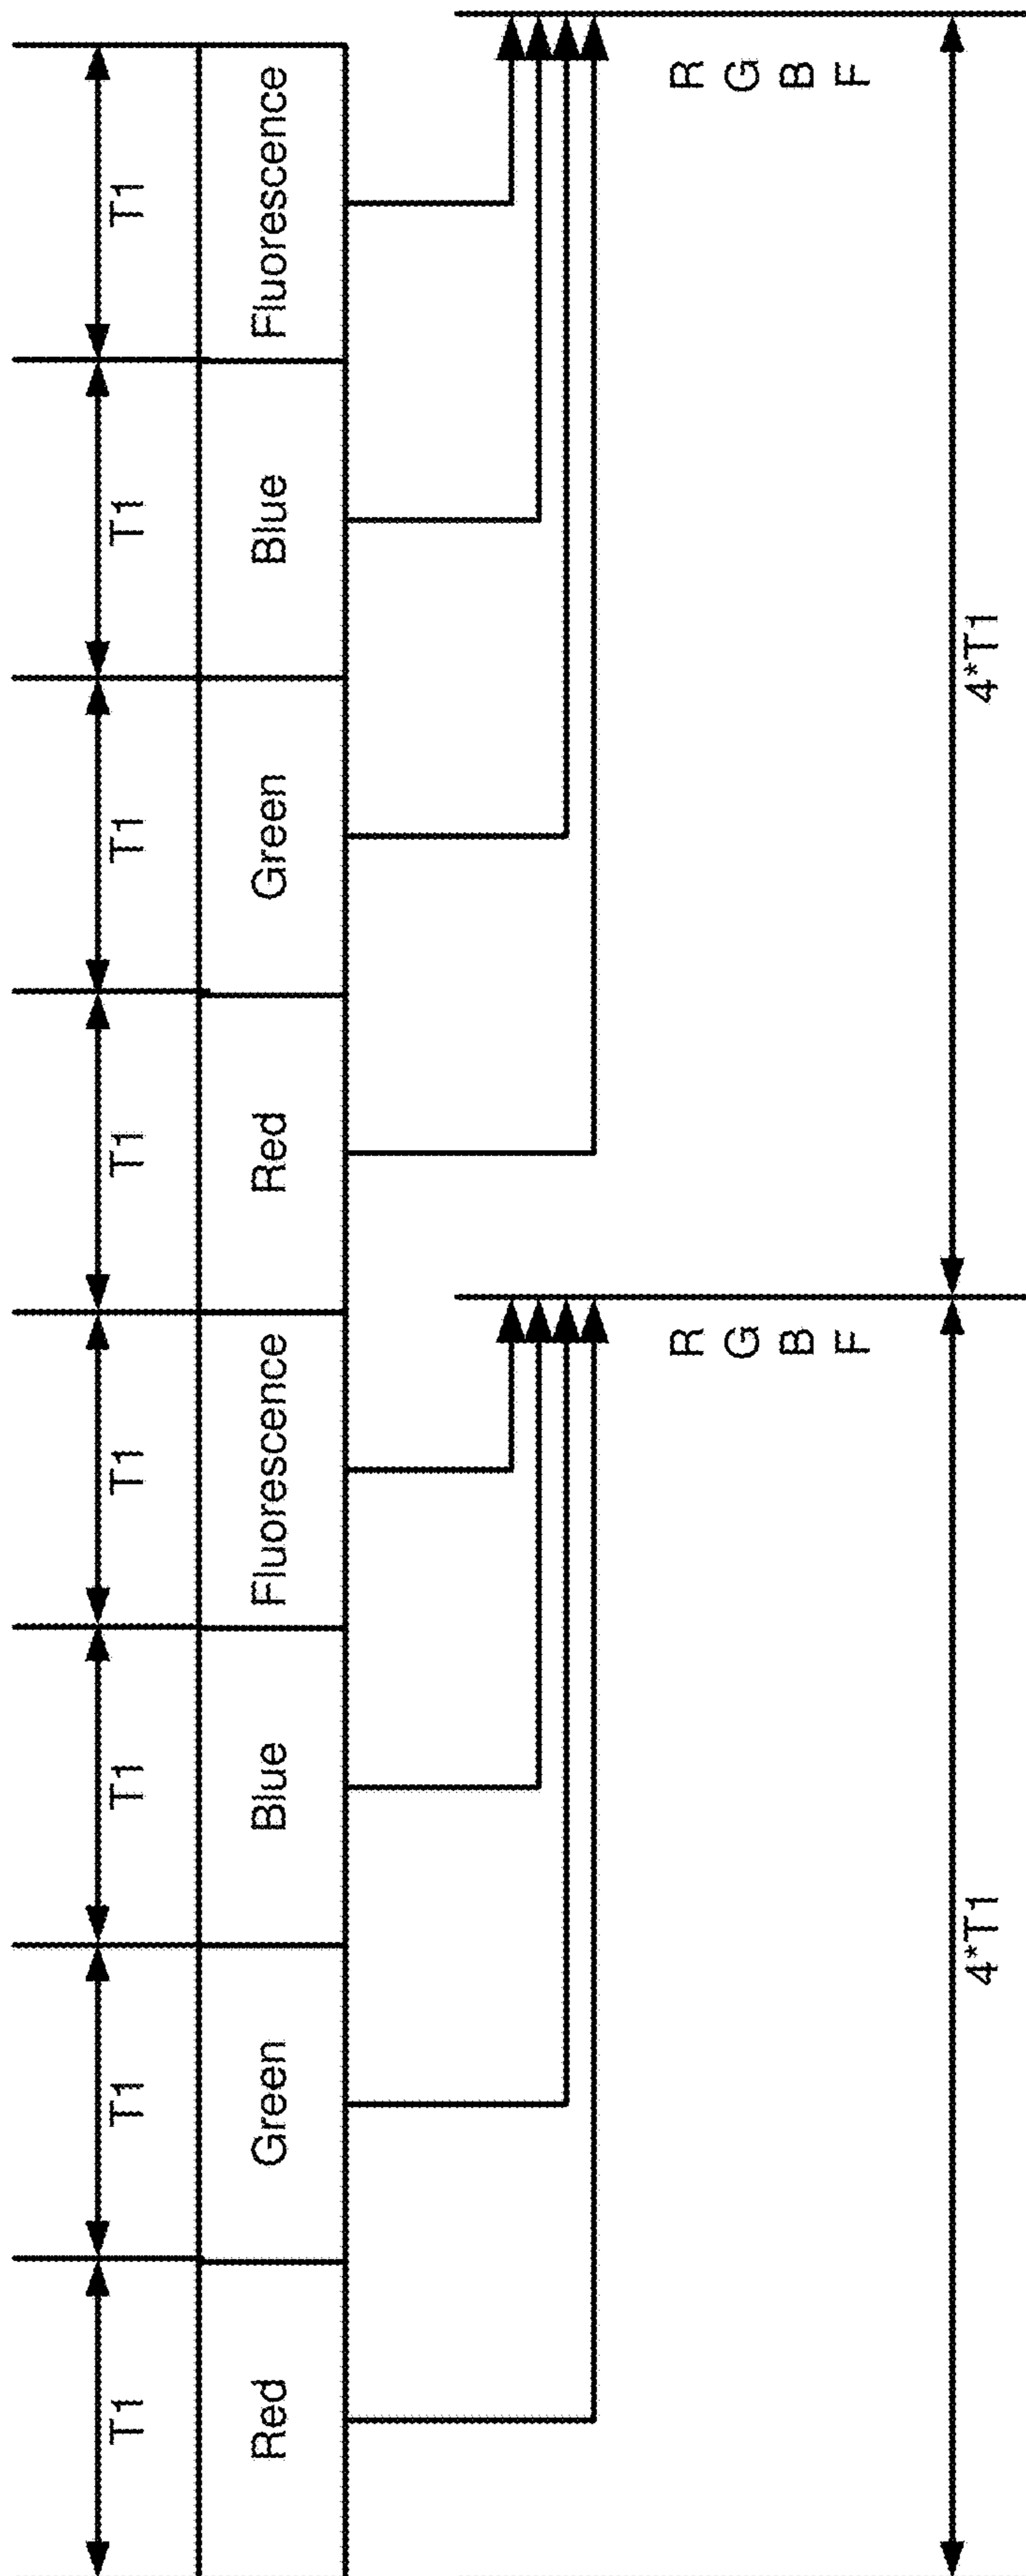 T1 T1 T1 T1 T1 T1 T1 T1
Red Green Blue Fluorescence Red Green Blue Fluorescence
R R
G G
B B
F F
4*T1 4*T1